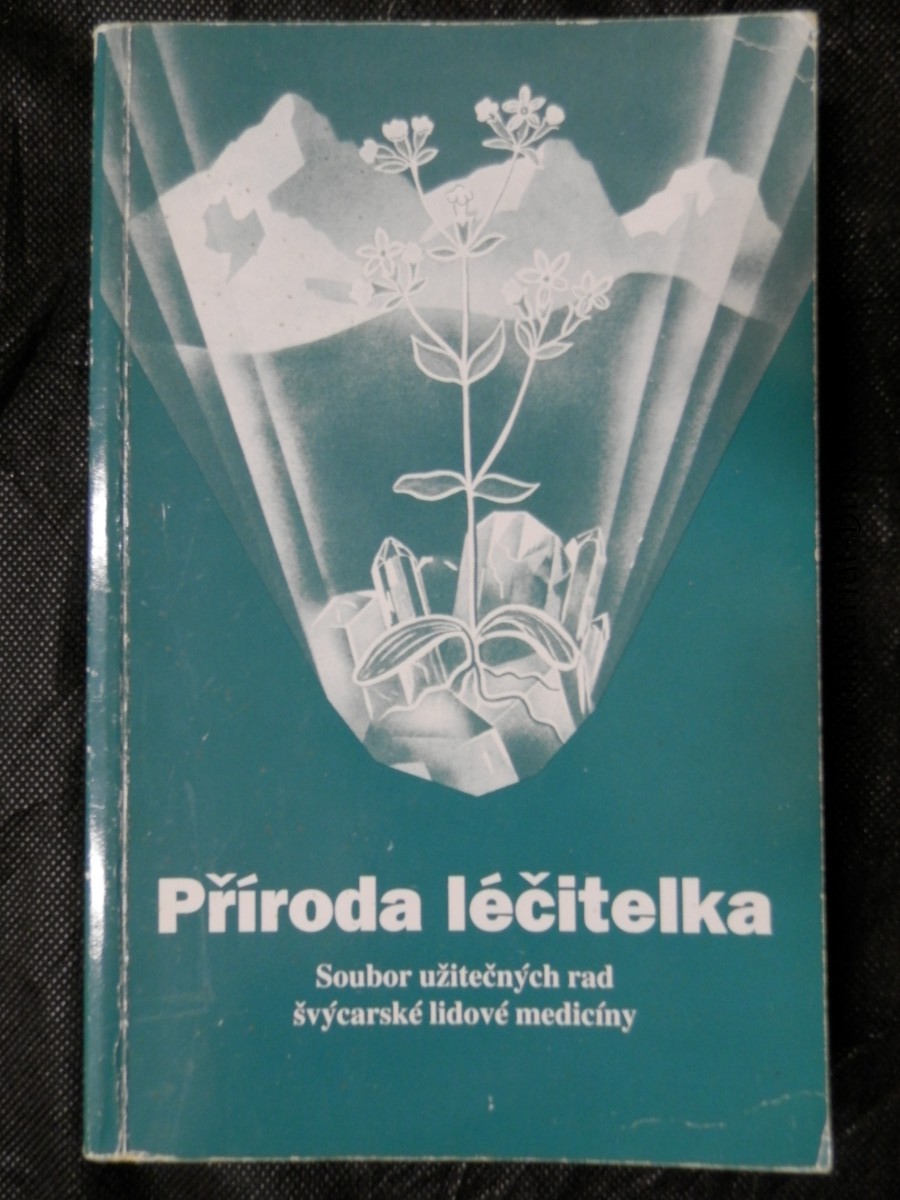 Příroda léčitelka
Soubor užitečných rad
švýcarské lidové medicíny